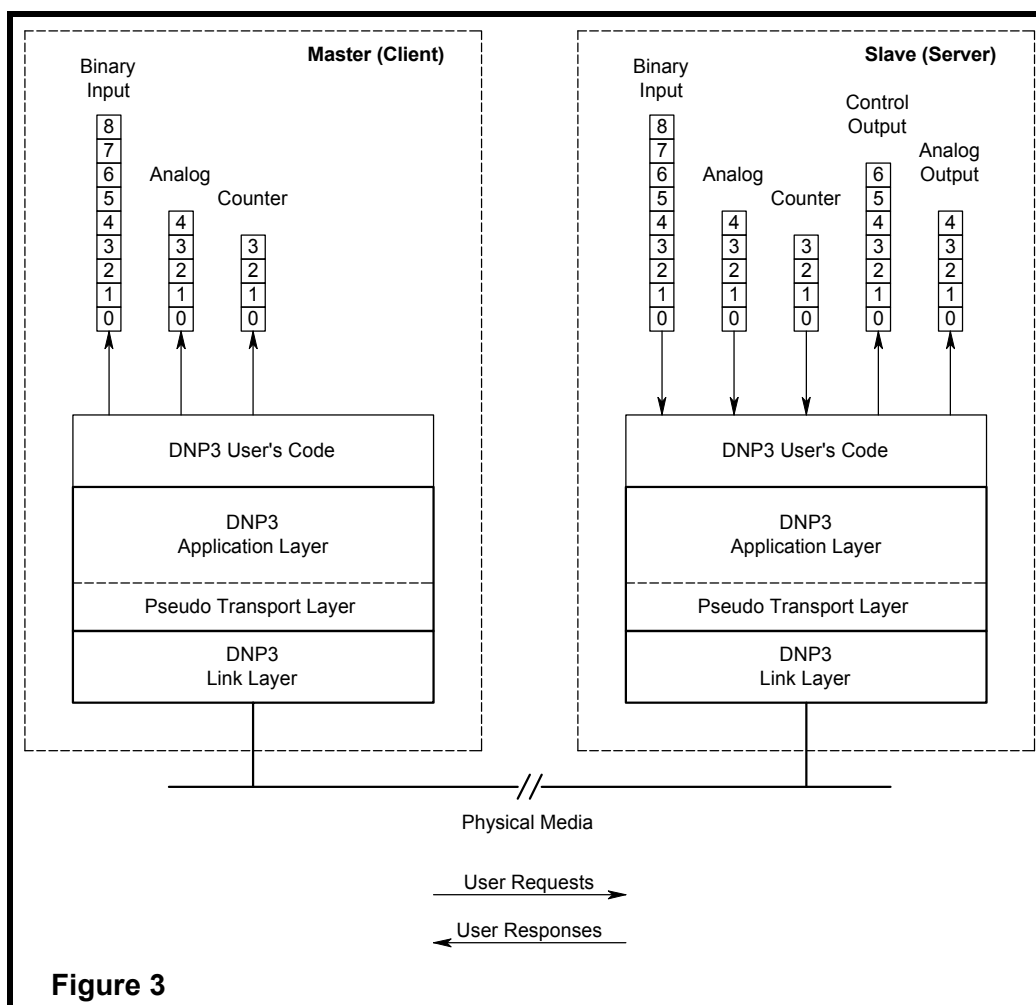 Master (Client)
Binary
Input
8
7
6
5
4
3
2
1
0
Analog
4
3
2
1
0
Counter
3
2
1
0
DNP3 User's Code
DNP3
Application Layer
Pseudo Transport Layer
DNP3
Link Layer
Slave (Server)
Binary
Input
8
7
6
5
4
3
2
1
0
Analog
4
3
2
1
0
Counter
3
2
1
0
Control
Output
6
5
4
3
2
1
0
Analog
Output
4
3
2
1
0
DNP3 User's Code
DNP3
Application Layer
Pseudo Transport Layer
DNP3
Link Layer
Physical Media
User Requests
User Responses
Figure 3